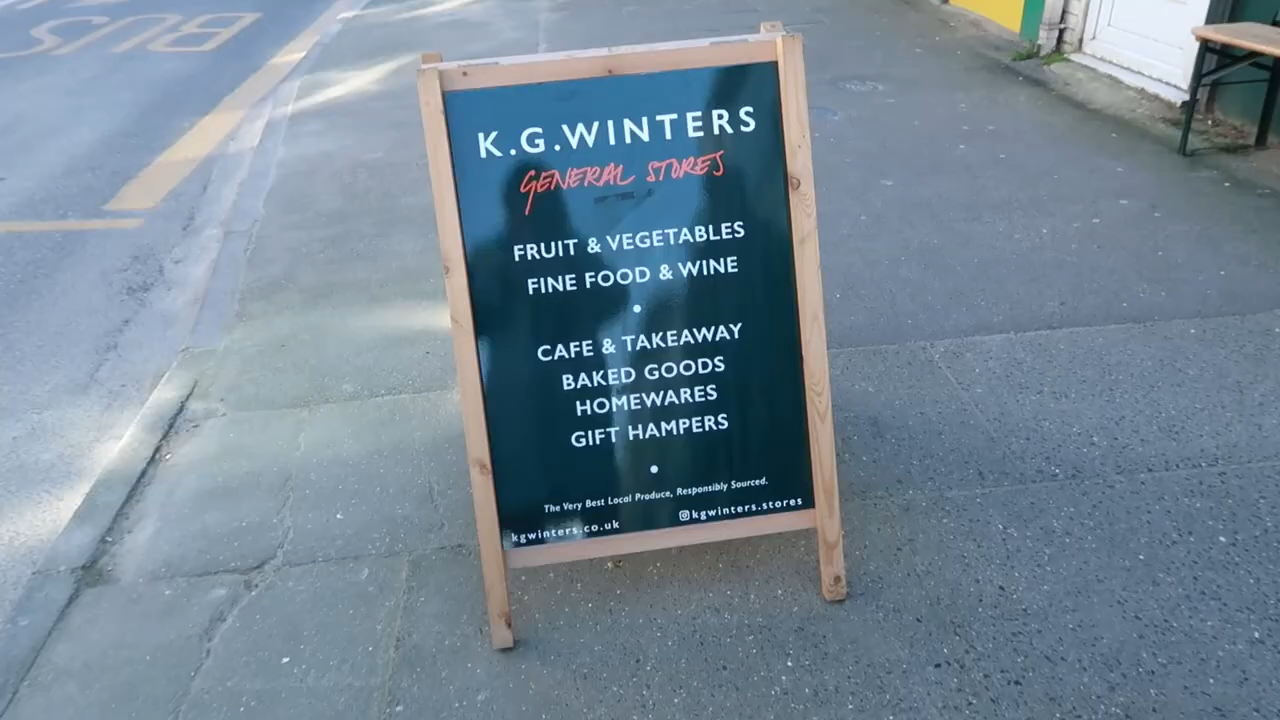 BUS
K.G.WINTERS
GENERAL STORES
FRUIT & VEGETABLES
FINE FOOD & WINE
CAFE & TAKEAWAY
BAKED GOODS
HOMEWARES
GIFT HAMPERS
The Very Best Local Produce, Responsibly Sourced.
kgwinters.co.uk
kgwinters.stores